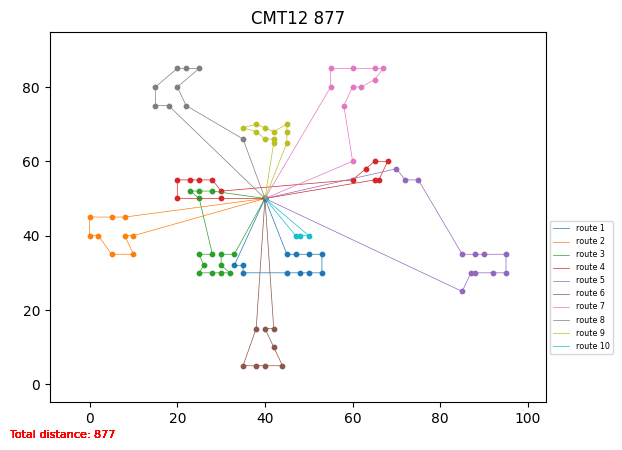 CMT12 877
80
60
40
20
0
0 20 40 60 80 100
route 1
route 2
route 3
route 4
route 5
route 6
route 7
route 8
route 9
route 10
Total distance: 877